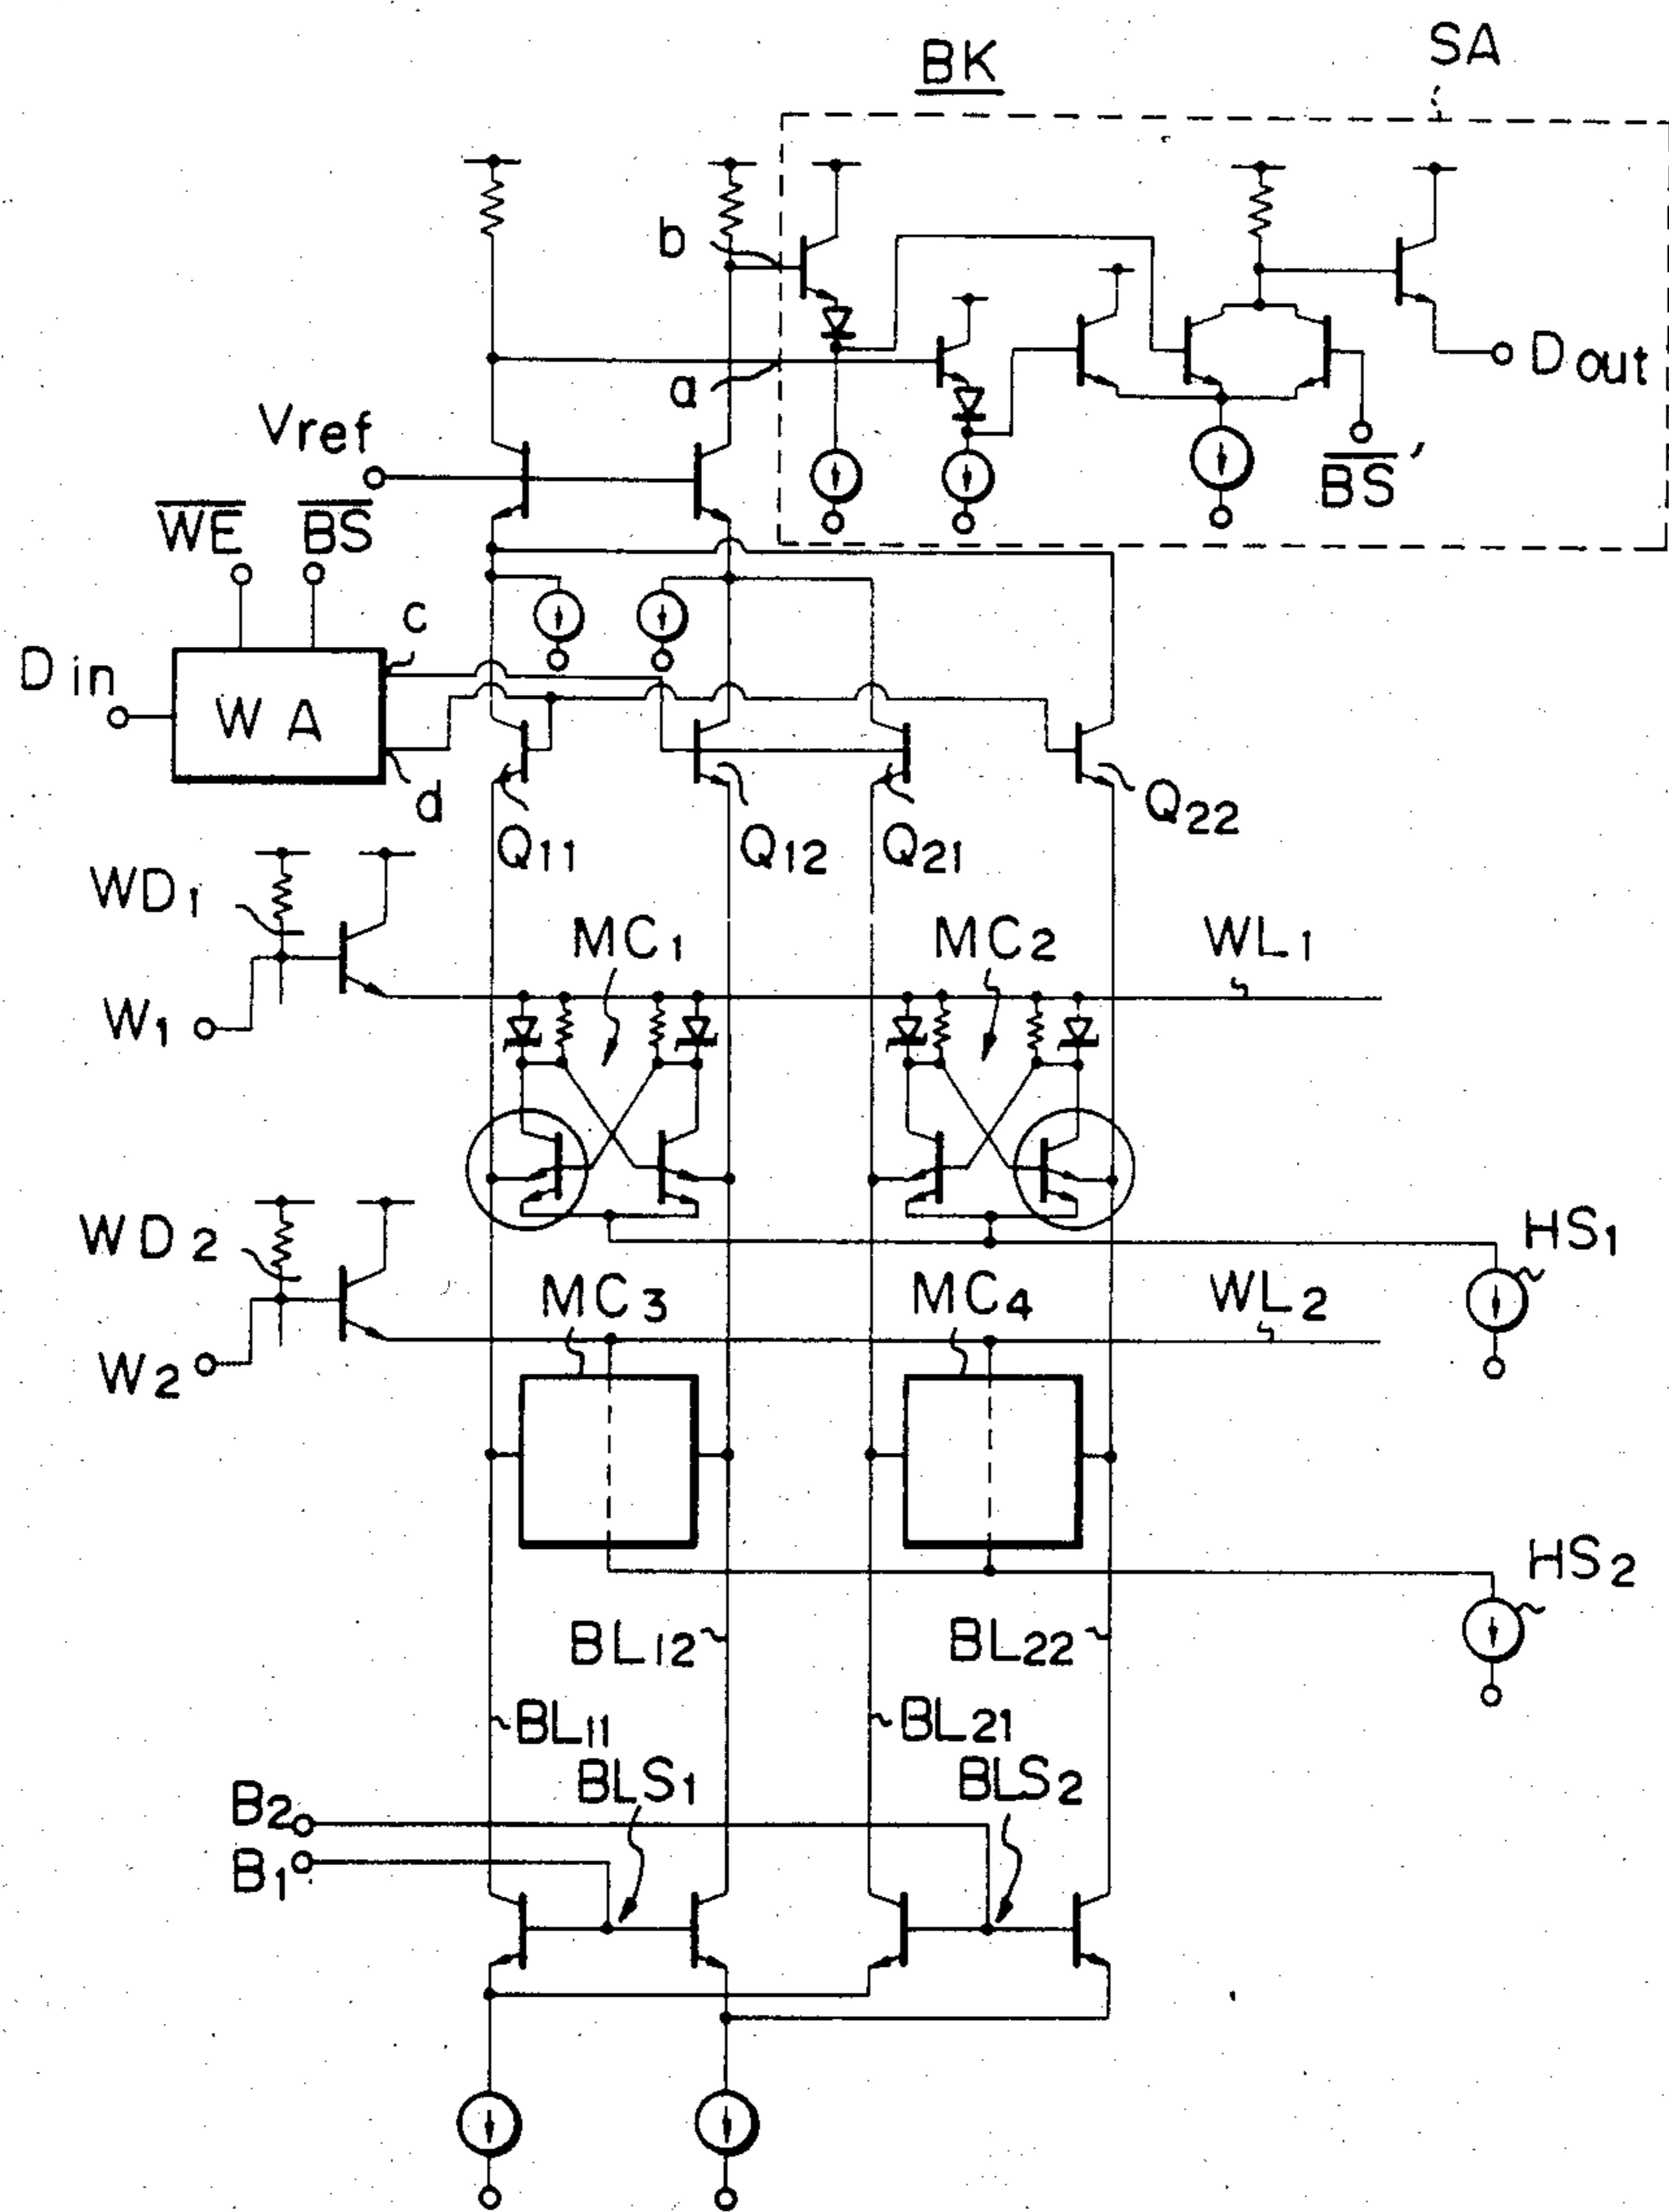 SA
BK
b
a
Dout
Vref
BS'
WE
BS
c
Din
WA
d
Q11
Q12
Q21
Q22
WD1
MC1
MC2
WL1
W1
WD2
HS1
MC3
MC4
WL2
W2
HS2
BL12
BL22
BL11
BL21
BLS1
BLS2
B2
B1